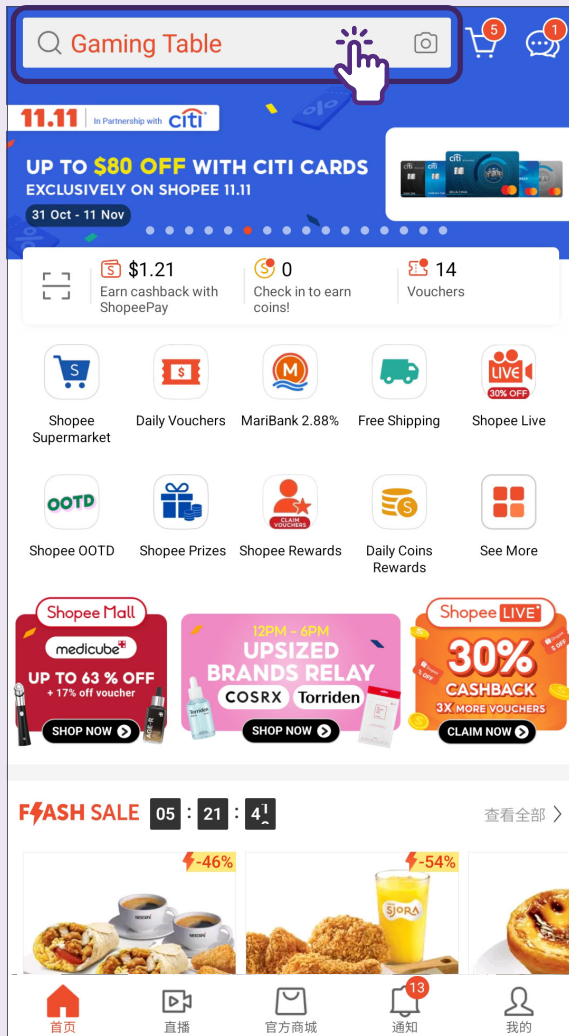 Gaming Table
5
1
11.11 In Partnership with citi
UP TO $80 OFF WITH CITI CARDS
EXCLUSIVELY ON SHOPEE 11.11
31 Oct - 11 Nov
$1.21
Earn cashback with
ShopeePay
0
Check in to earn
coins!
14
Vouchers
LIVE
30% OFF
Shopee
Supermarket
Daily Vouchers
MariBank 2.88%
Free Shipping
Shopee Live
OOTD
CLAIM
VOUCHERS
Shopee OOTD
Shopee Prizes
Shopee Rewards
Daily Coins
Rewards
See More
Shopee Mall
medicube
UP TO 63 % OFF
+ 17% off voucher
AGE-R
SHOP NOW
12PM - 6PM
UPSIZED
BRANDS RELAY
COSRX Torriden
Torriden
SHOP NOW
Shopee LIVE
30%
CASHBACK
3X MORE VOUCHERS
CLAIM NOW
FLASH SALE 05 : 21 :
查看全部
-46%
-54%
NESCAFÉ
NESCAFÉ
SJORA
13
首页
直播
官方商城
通知
我的